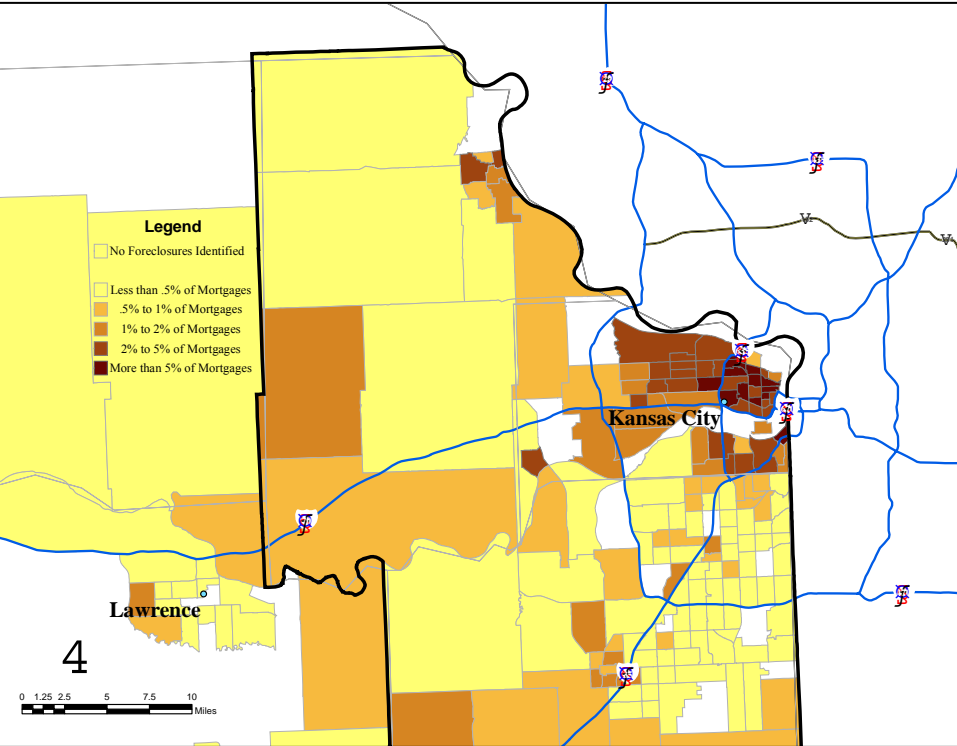 Legend
No Foreclosures Identified
Less than .5% of Mortgages
.5% to 1% of Mortgages
1% to 2% of Mortgages
2% to 5% of Mortgages
More than 5% of Mortgages
Kansas City
Lawrence
4
0 1.25 2.5 5 7.5 10
Miles